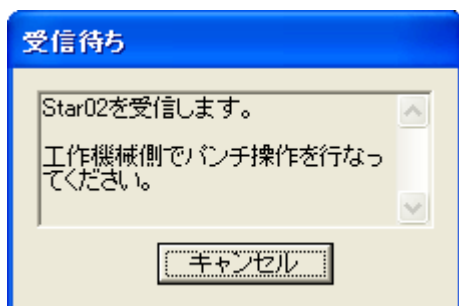 受信待ち
Star02を受信します。
工作機械側でパンチ操作を行なっ
てください。
キャンセル